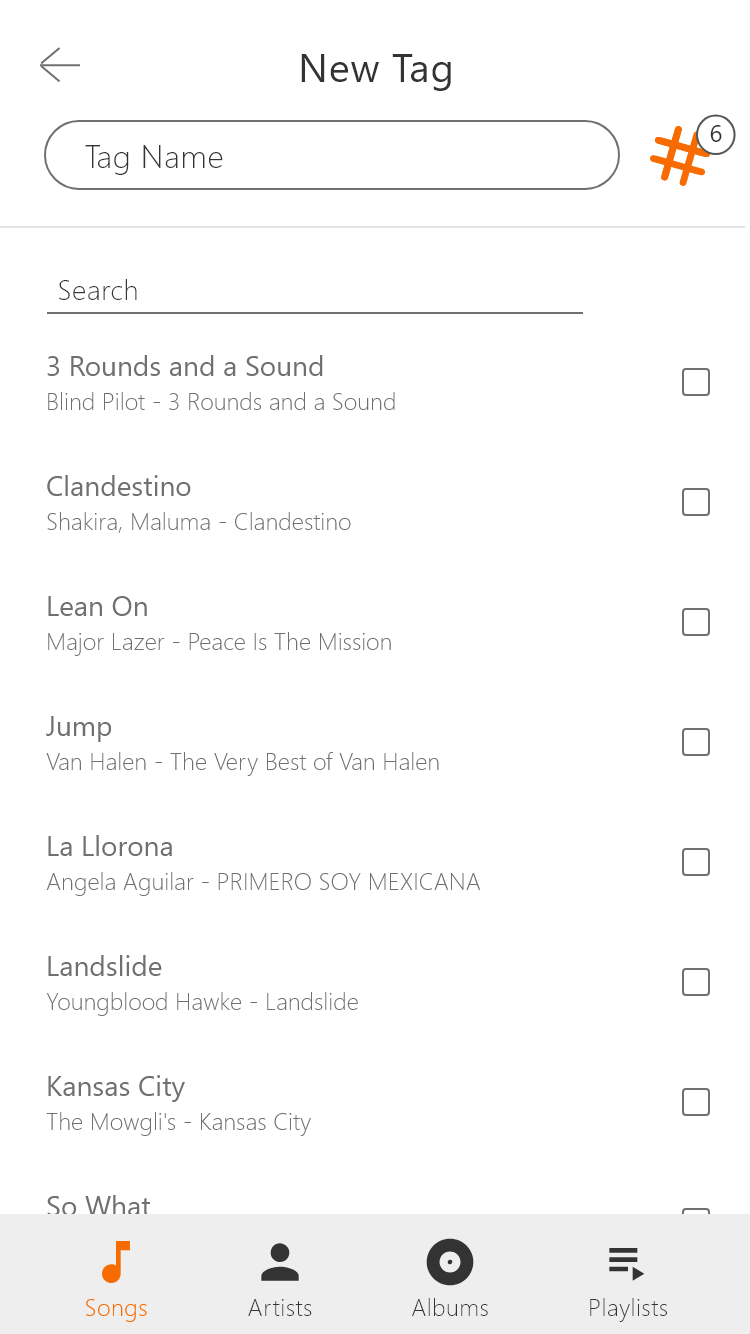 New Tag
Tag Name
6
Search
3 Rounds and a Sound
Blind Pilot - 3 Rounds and a Sound
Clandestino
Shakira, Maluma - Clandestino
Lean On
Major Lazer - Peace Is The Mission
Jump
Van Halen - The Very Best of Van Halen
La Llorona
Angela Aguilar - PRIMERO SOY MEXICANA
Landslide
Youngblood Hawke - Landslide
Kansas City
The Mowgli's - Kansas City
So What
Songs Artists Albums Playlists